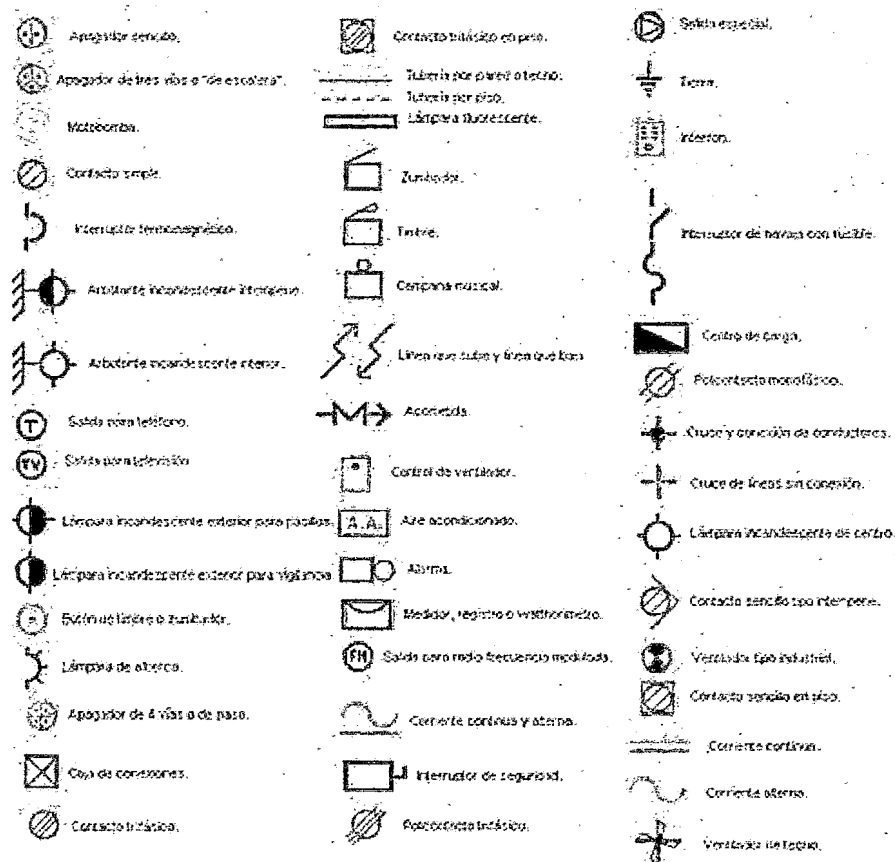 Apagador sencillo.
Apagador de tres vías o "de escalera".
Motobomba.
Contacto simple.
Interruptor termomagnético.
Arbotante incandescente intemperie.
Arbotante incandescente interior.
T
Salida para teléfono.
TV
Salida para televisión
Lámpara incandescente exterior para pasillos.
Lámpara incandescente exterior para vigilancia
Botón de timbre o zumbador.
Lámpara de alberca.
Apagador de 4 vías o de paso.
Caja de conexiones.
Contacto trifásico.
Contacto trifásico en piso.
Tubería por pared o techo.
Tubería por piso.
Lámpara fluorescente.
Zumbador.
Timbre.
Campana musical.
Línea que sube y línea que baja
M
Acometida.
Control de ventilador.
A.A.
Aire acondicionado.
Alarma.
Medidor, registro o watthorímetro.
FM
Salida para radio frecuencia modulada.
Corriente continua y alterna.
Interruptor de seguridad.
Policontacto trifásico.
Salida especial.
Tierra.
Interfón.
Interruptor de navajas con fusible.
Centro de carga.
Policontacto monofásico.
Cruce y conexión de conductores.
Cruce de líneas sin conexión.
Lámpara incandescente de centro.
Contacto sencillo tipo intemperie.
Ventilador tipo industrial.
Contacto sencillo en piso.
Corriente continua.
Corriente alterna.
Ventilador de techo.